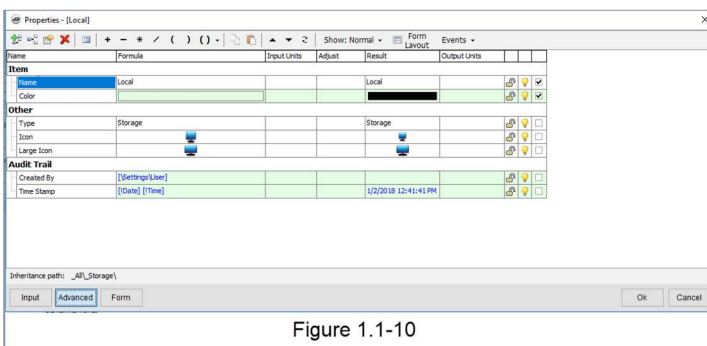 Properties - [Local]
+ - * / ( ) ( ) Show: Normal Form Layout Events
Name Formula Input Units Adjust Result Output Units
Item
Name Local Local
Color
Other
Type Storage Storage
Icon
Large Icon
Audit Trail
Created By [\Settings\User]
Time Stamp [!Date] [!Time] 1/2/2018 12:41:41 PM
Inheritance path: _All\_Storage\
Input Advanced Form Ok Cancel
Figure 1.1-10